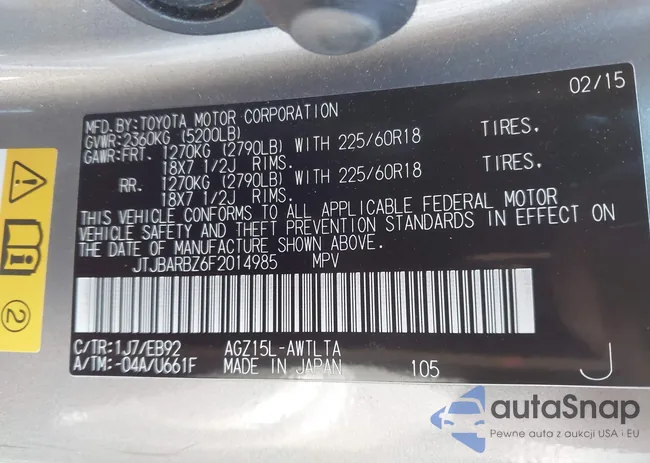 02/15
MFD.BY:TOYOTA MOTOR CORPORATION
GVWR:2360KG (5200LB)
GAWR:FRT. 1270KG (2790LB) WITH 225/60R18 TIRES.
18X7 1/2J RIMS.
RR. 1270KG (2790LB) WITH 225/60R18 TIRES.
18X7 1/2J RIMS.
THIS VEHICLE CONFORMS TO ALL APPLICABLE FEDERAL MOTOR
VEHICLE SAFETY AND THEFT PREVENTION STANDARDS IN EFFECT ON
THE DATE OF MANUFACTURE SHOWN ABOVE.
JTJBARBZ6F2014985 MPV
C/TR:1J7/EB92 AGZ15L-AWTLTA
A/TM:-04A/U661F MADE IN JAPAN 105 J
2
autaSnap
Pewne auta z aukcji USA i EU